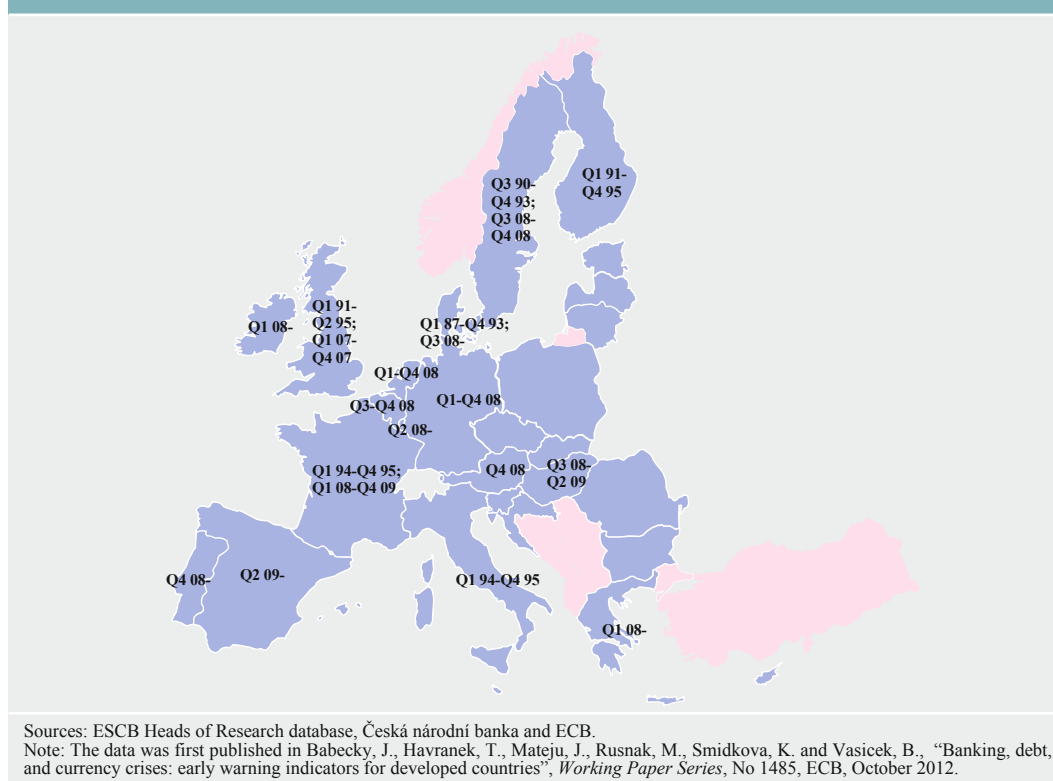 Q1 91-
Q4 95
Q3 90-
Q4 93;
Q3 08-
Q4 08
Q1 91-
Q2 95;
Q1 07-
Q4 07
Q1 08-
Q1 87-Q4 93;
Q3 08-
Q1-Q4 08
Q3-Q4 08
Q1-Q4 08
Q2 08-
Q1 94-Q4 95;
Q1 08-Q4 09
Q4 08
Q3 08-
Q2 09
Q4 08-
Q2 09-
Q1 94-Q4 95
Q1 08-
Sources: ESCB Heads of Research database, Česká národní banka and ECB.
Note: The data was first published in Babecky, J., Havranek, T., Mateju, J., Rusnak, M., Smidkova, K. and Vasicek, B., “Banking, debt,
and currency crises: early warning indicators for developed countries”, Working Paper Series, No 1485, ECB, October 2012.